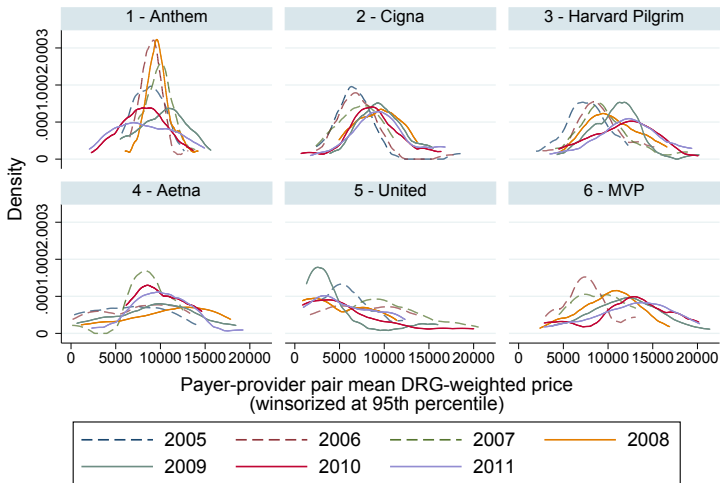 1 - Anthem 2 - Cigna 3 - Harvard Pilgrim
0 .0001 .0002 .0003
4 - Aetna 5 - United 6 - MVP
0 .0001 .0002 .0003
Density
0 5000 10000 15000 20000 0 5000 10000 15000 20000 0 5000 10000 15000 20000
Payer-provider pair mean DRG-weighted price
(winsorized at 95th percentile)
2005 2006 2007 2008
2009 2010 2011